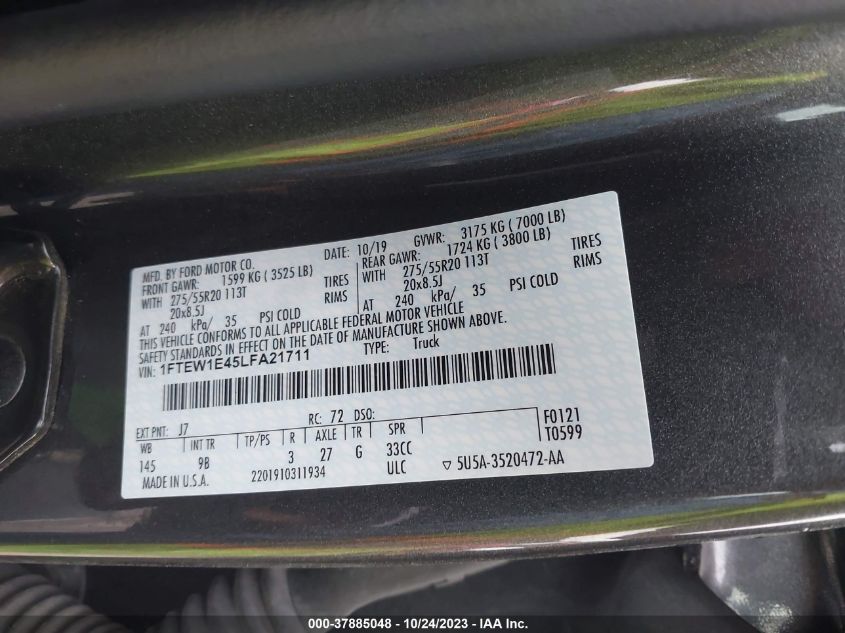 MFD. BY FORD MOTOR CO. DATE: 10/19 GVWR: 3175 KG ( 7000 LB)
FRONT GAWR: 1599 KG ( 3525 LB) REAR GAWR: 1724 KG ( 3800 LB)
WITH 275/55R20 113T TIRES WITH 275/55R20 113T TIRES
20x8.5J RIMS 20x8.5J RIMS
AT 240 kPa/ 35 PSI COLD AT 240 kPa/ 35 PSI COLD
THIS VEHICLE CONFORMS TO ALL APPLICABLE FEDERAL MOTOR VEHICLE
SAFETY STANDARDS IN EFFECT ON THE DATE OF MANUFACTURE SHOWN ABOVE.
VIN: 1FTEW1E45LFA21711 TYPE: Truck
EXT PNT: J7 RC: 72 DSO: F0121
WB INT TR TP/PS R AXLE TR SPR T0599
145 9B 3 27 G 33CC
MADE IN U.S.A. 2201910311934 ULC ▽ 5U5A-3520472-AA
000-37885048 - 10/24/2023 - IAA Inc.